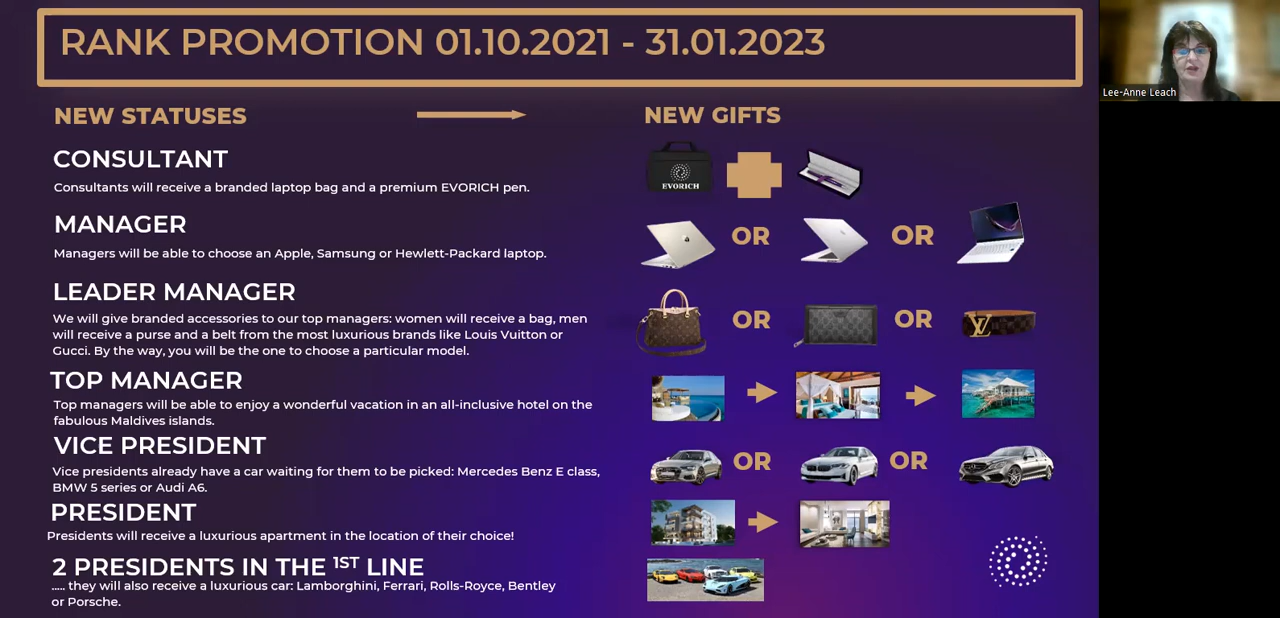 RANK PROMOTION 01.10.2021 - 31.01.2023
Lee-Anne Leach
NEW STATUSES
NEW GIFTS
CONSULTANT
Consultants will receive a branded laptop bag and a premium EVORICH pen.
EVORICH
MANAGER
Managers will be able to choose an Apple, Samsung or Hewlett-Packard laptop.
OR
OR
LEADER MANAGER
We will give branded accessories to our top managers: women will receive a bag, men
will receive a purse and a belt from the most luxurious brands like Louis Vuitton or
Gucci. By the way, you will be the one to choose a particular model.
OR
OR
LV
TOP MANAGER
Top managers will be able to enjoy a wonderful vacation in an all-inclusive hotel on the
fabulous Maldives islands.
VICE PRESIDENT
Vice presidents already have a car waiting for them to be picked: Mercedes Benz E class,
BMW 5 series or Audi A6.
OR
OR
PRESIDENT
Presidents will receive a luxurious apartment in the location of their choice!
2 PRESIDENTS IN THE 1ST LINE
..... they will also receive a luxurious car: Lamborghini, Ferrari, Rolls-Royce, Bentley
or Porsche.